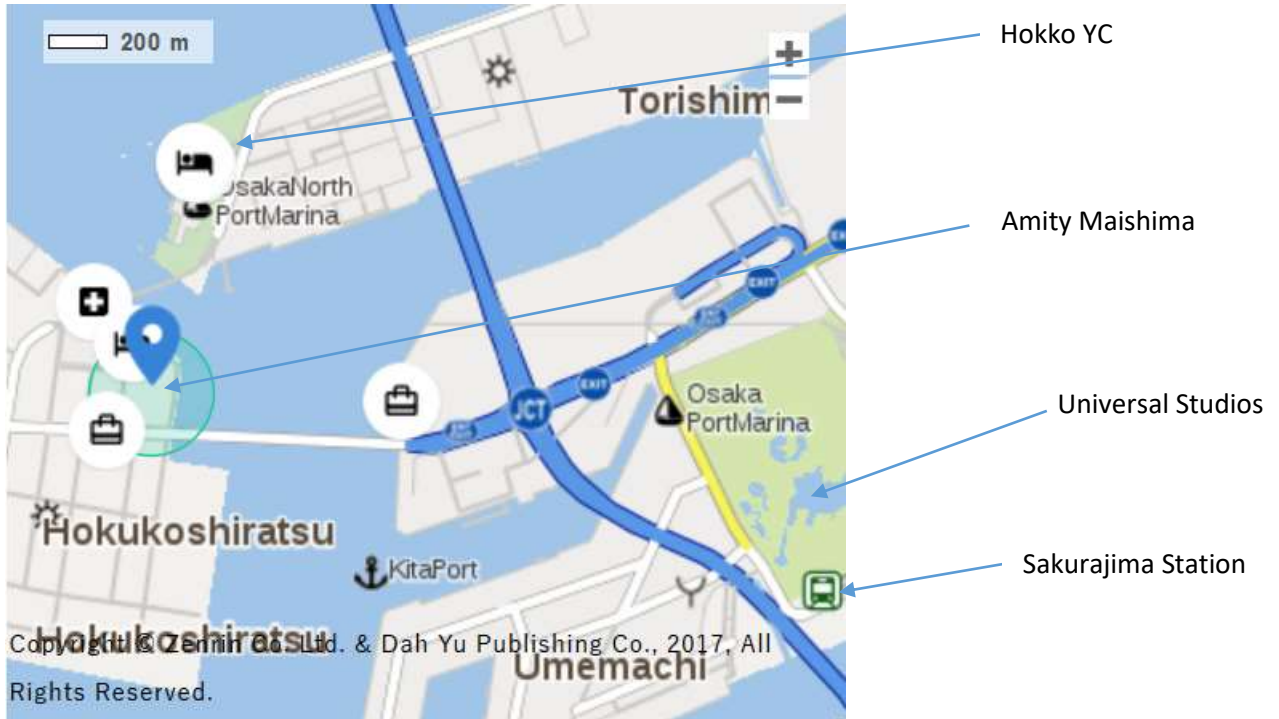 200 m
Hokko YC
Torishim
+
−
OsakaNorth
PortMarina
Amity Maishima
EXIT
EXIT
JCT
EXIT
Osaka
PortMarina
Universal Studios
Hokukoshiratsu
KitaPort
Sakurajima Station
Hokukoshiratsu
Copyright © Zenrin Co. Ltd. & Dah Yu Publishing Co., 2017, All
Rights Reserved.
Umemachi